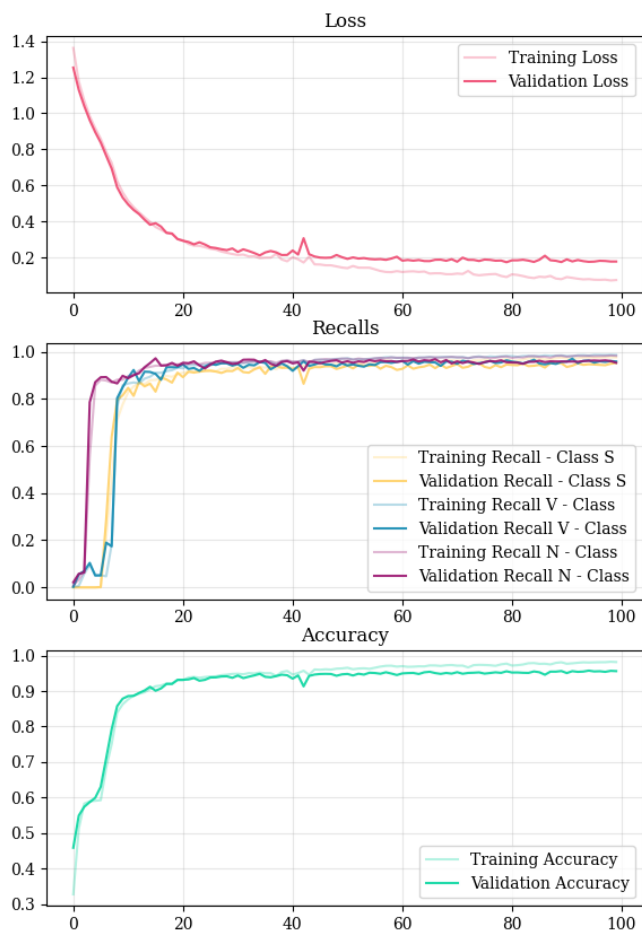 Loss
1.4
1.2
1.0
0.8
0.6
0.4
0.2
Training Loss
Validation Loss
0 20 40 60 80 100
Recalls
1.0
0.8
0.6
0.4
0.2
0.0
Training Recall - Class S
Validation Recall - Class S
Training Recall V - Class
Validation Recall V - Class
Training Recall N - Class
Validation Recall N - Class
0 20 40 60 80 100
Accuracy
1.0
0.9
0.8
0.7
0.6
0.5
0.4
0.3
Training Accuracy
Validation Accuracy
0 20 40 60 80 100